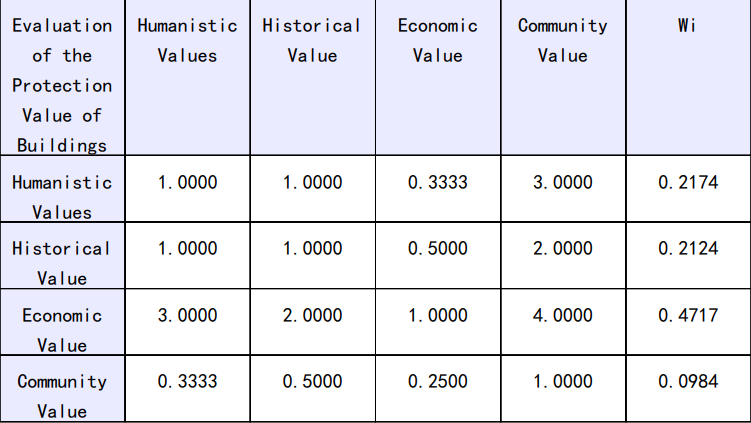 Evaluation of the Protection Value of Buildings	Humanistic Values	Historical Value	Economic Value	Community Value	Wi
Humanistic Values	1.0000	1.0000	0.3333	3.0000	0.2174
Historical Value	1.0000	1.0000	0.5000	2.0000	0.2124
Economic Value	3.0000	2.0000	1.0000	4.0000	0.4717
Community Value	0.3333	0.5000	0.2500	1.0000	0.0984